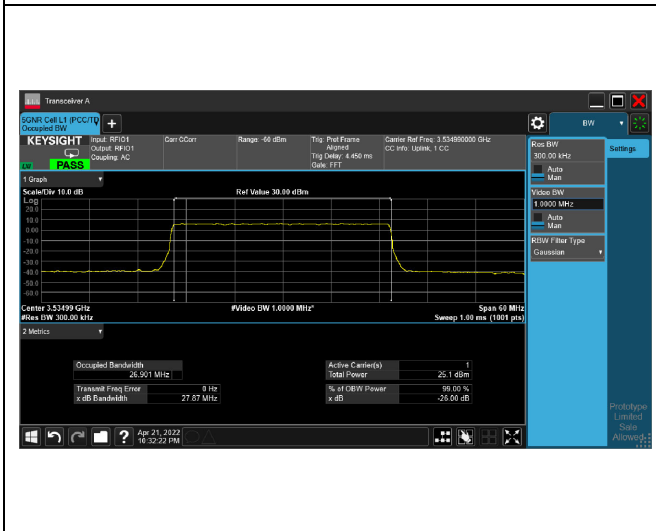 Transceiver A
5GNR Cell L1 (PCC/TD
Occupied BW
BW
KEYSIGHT
LXI
PASS
Input: RFIO1
Output: RFIO1
Coupling: AC
Corr CCorr
Range: -60 dBm
Trig: Pref Frame
Aligned
Trig Delay: 4.450 ms
Gate: FFT
Carrier Ref Freq: 3.534990000 GHz
CC Info: Uplink, 1 CC
Res BW
300.00 kHz
Auto
Man
Settings
Video BW
1.0000 MHz
Auto
Man
RBW Filter Type
Gaussian
1 Graph
Scale/Div 10.0 dB
Ref Value 30.00 dBm
Log
20.0
10.0
0.00
-10.0
-20.0
-30.0
-40.0
-50.0
-60.0
Center 3.53499 GHz
#Video BW 1.0000 MHz*
Span 60 MHz
#Res BW 300.00 kHz
Sweep 1.00 ms (1001 pts)
2 Metrics
Occupied Bandwidth
26.901 MHz
Active Carrier(s) 1
Total Power 25.1 dBm
Transmit Freq Error 0 Hz
% of OBW Power 99.00 %
x dB Bandwidth 27.87 MHz
x dB -26.00 dB
Prototype
Limited
Sale
Allowed
?
Apr 21, 2022
10:32:22 PM